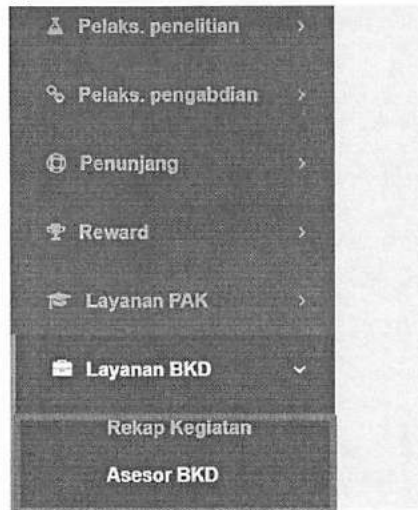 Pelaks. penelitian
Pelaks. pengabdian
Penunjang
Reward
Layanan PAK
Layanan BKD
Rekap Kegiatan
Asesor BKD